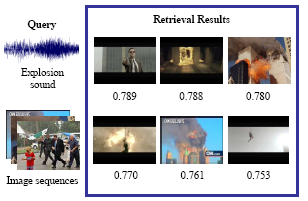 Query
Explosion
sound
Image sequences
Retrieval Results
0.789
0.788
0.780
0.770
0.761
0.753